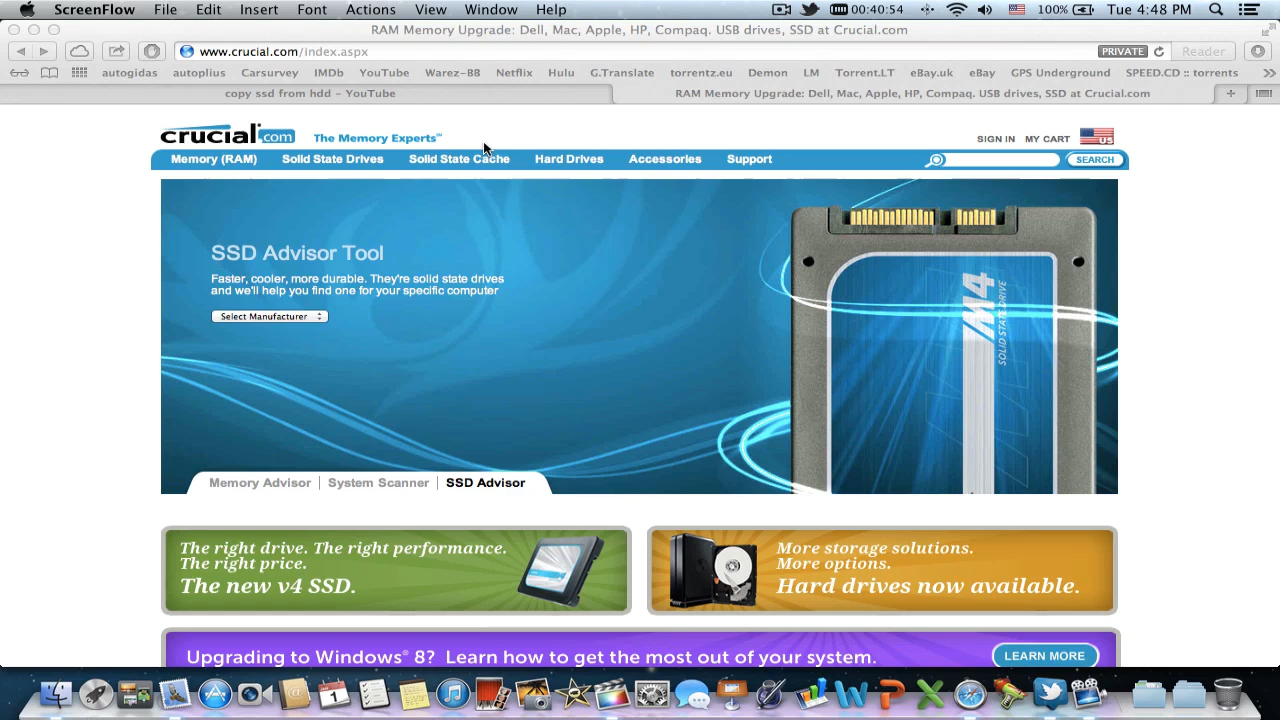 ScreenFlow File Edit Insert Font Actions View Window Help 00:40:54 100% Tue 4:48 PM
RAM Memory Upgrade: Dell, Mac, Apple, HP, Compaq. USB drives, SSD at Crucial.com
www.crucial.com/index.aspx PRIVATE Reader
autogidas autoplius Carsurvey IMDb YouTube Warez-BB Netflix Hulu G.Translate torrentz.eu Demon LM Torrent.LT eBay.uk eBay GPS Underground SPEED.CD :: torrents
copy ssd from hdd – YouTube RAM Memory Upgrade: Dell, Mac, Apple, HP, Compaq. USB drives, SSD at Crucial.com
crucial.com The Memory Experts℠ SIGN IN MY CART US
Memory (RAM) Solid State Drives Solid State Cache Hard Drives Accessories Support SEARCH
SSD Advisor Tool
Faster, cooler, more durable. They're solid state drives
and we'll help you find one for your specific computer
Select Manufacturer
M4
SOLID STATE DRIVE
Memory Advisor System Scanner SSD Advisor
The right drive. The right performance.
The right price.
The new v4 SSD.
More storage solutions.
More options.
Hard drives now available.
Upgrading to Windows® 8? Learn how to get the most out of your system. LEARN MORE